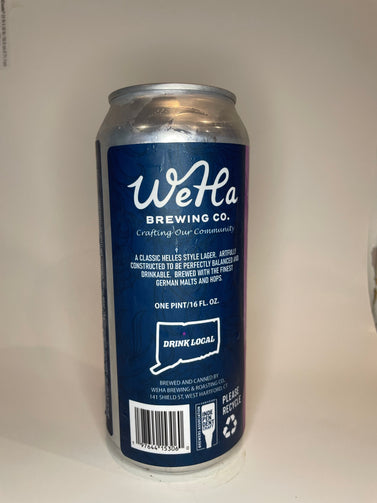 WeHa
BREWING CO.
Crafting Our Community
A CLASSIC HELLES STYLE LAGER. ARTFULLY
CONSTRUCTED TO BE PERFECTLY BALANCED AND
DRINKABLE. BREWED WITH THE FINEST
GERMAN MALTS AND HOPS.
ONE PINT/16 FL. OZ.
DRINK LOCAL
BREWED AND CANNED BY
WEHA BREWING & ROASTING CO.
141 SHIELD ST. WEST HARTFORD, CT
PLEASE
RECYCLE
97644 15306